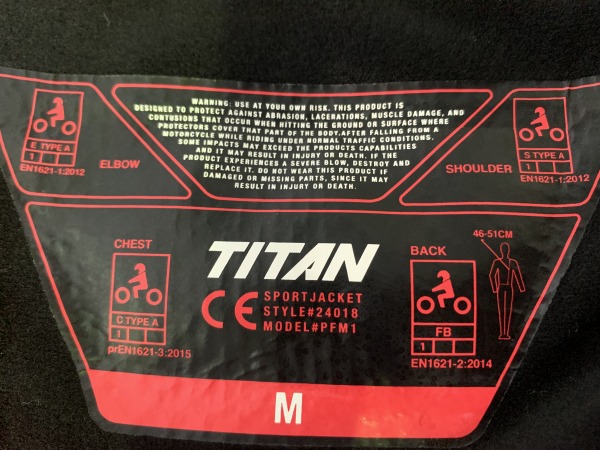 WARNING: USE AT YOUR OWN RISK. THIS PRODUCT IS
DESIGNED TO PROTECT AGAINST ABRASION, LACERATIONS, MUSCLE DAMAGE, AND
CONTUSIONS THAT OCCUR WHEN HITTING THE GROUND OR SURFACE WHERE
PROTECTORS COVER THAT PART OF THE BODY.AFTER FALLING FROM A
MOTORCYCLE WHILE RIDING UNDER NORMAL TRAFFIC CONDITIONS.
SOME IMPACTS MAY EXCEED THE PRODUCTS CAPABILITIES
AND IT MAY RESULT IN INJURY OR DEATH. IF THE
PRODUCT EXPERIENCES A SEVERE BLOW, DESTROY AND
REPLACE IT. DO NOT WEAR THIS PRODUCT IF
DAMAGED OR MISSING PARTS, SINCE IT MAY
RESULT IN INJURY OR DEATH.
E TYPE A
1
EN1621-1:2012
ELBOW
SHOULDER
S TYPE A
1
EN1621-1:2012
CHEST
C TYPE A
1
prEN1621-3:2015
TITAN
CE
SPORTJACKET
STYLE#24018
MODEL#PFM1
BACK
FB
1
EN1621-2:2014
46-51CM
M